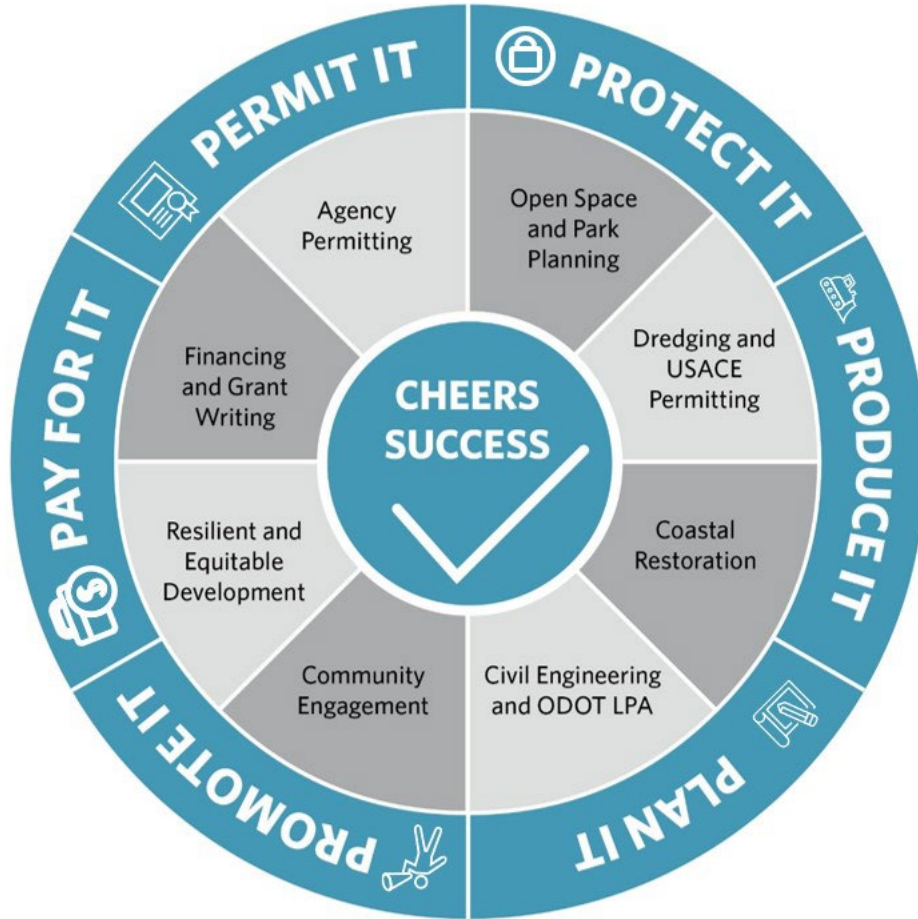 PERMIT IT
PROTECT IT
PRODUCE IT
PLAN IT
PROMOTE IT
PAY FOR IT
Agency
Permitting
Open Space
and Park
Planning
Dredging and
USACE
Permitting
Coastal
Restoration
Civil Engineering
and ODOT LPA
Community
Engagement
Resilient and
Equitable
Development
Financing
and Grant
Writing
CHEERS
SUCCESS
$